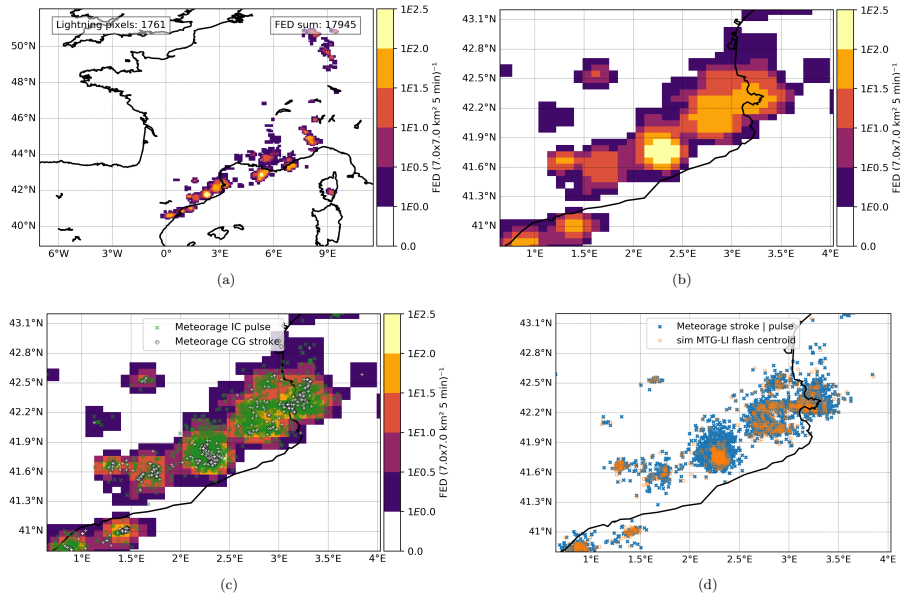 Lightning pixels: 1761
FED sum: 17945
50°N
48°N
46°N
44°N
42°N
40°N
6°W
3°W
0°
3°E
6°E
9°E
1E2.5
1E2.0
1E1.5
1E1.0
1E0.5
1E0.0
0.0
FED (7.0x7.0 km² 5 min)⁻¹
(a)
43.1°N
42.8°N
42.5°N
42.2°N
41.9°N
41.6°N
41.3°N
41°N
1°E
1.5°E
2°E
2.5°E
3°E
3.5°E
4°E
1E2.5
1E2.0
1E1.5
1E1.0
1E0.5
1E0.0
0.0
FED (7.0x7.0 km² 5 min)⁻¹
(b)
Meteorage IC pulse
Meteorage CG stroke
43.1°N
42.8°N
42.5°N
42.2°N
41.9°N
41.6°N
41.3°N
41°N
1°E
1.5°E
2°E
2.5°E
3°E
3.5°E
4°E
1E2.5
1E2.0
1E1.5
1E1.0
1E0.5
1E0.0
0.0
FED (7.0x7.0 km² 5 min)⁻¹
(c)
Meteorage stroke | pulse
sim MTG-LI flash centroid
43.1°N
42.8°N
42.5°N
42.2°N
41.9°N
41.6°N
41.3°N
41°N
1°E
1.5°E
2°E
2.5°E
3°E
3.5°E
4°E
(d)